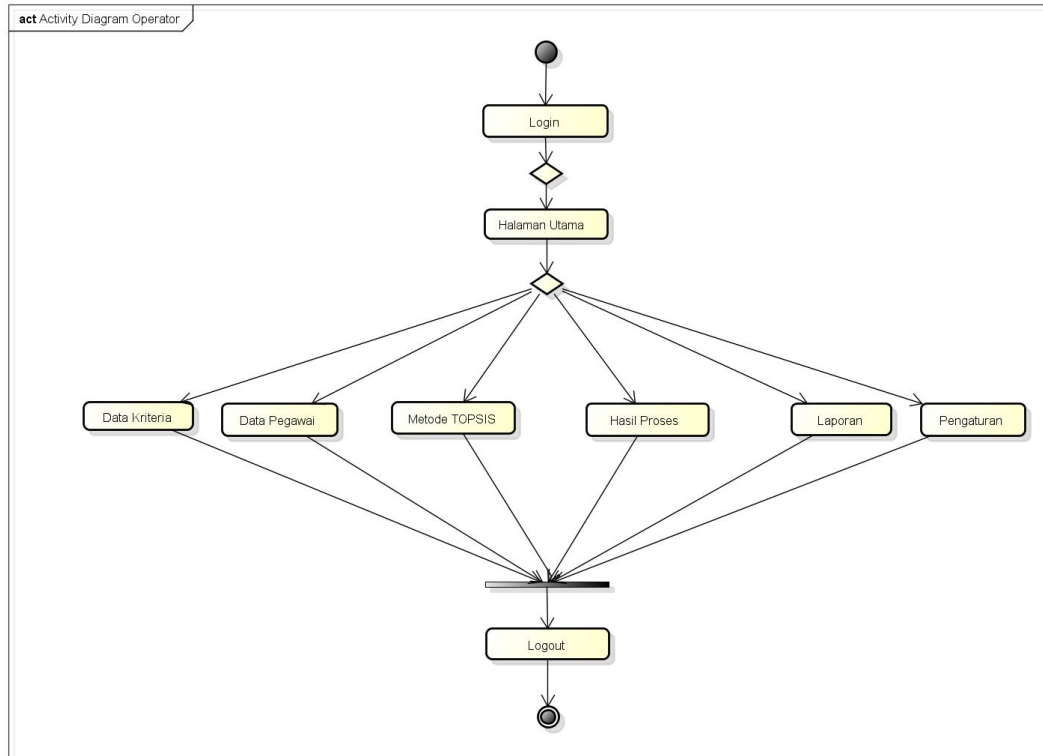 act Activity Diagram Operator
Login
Halaman Utama
Data Kriteria
Data Pegawai
Metode TOPSIS
Hasil Proses
Laporan
Pengaturan
Logout